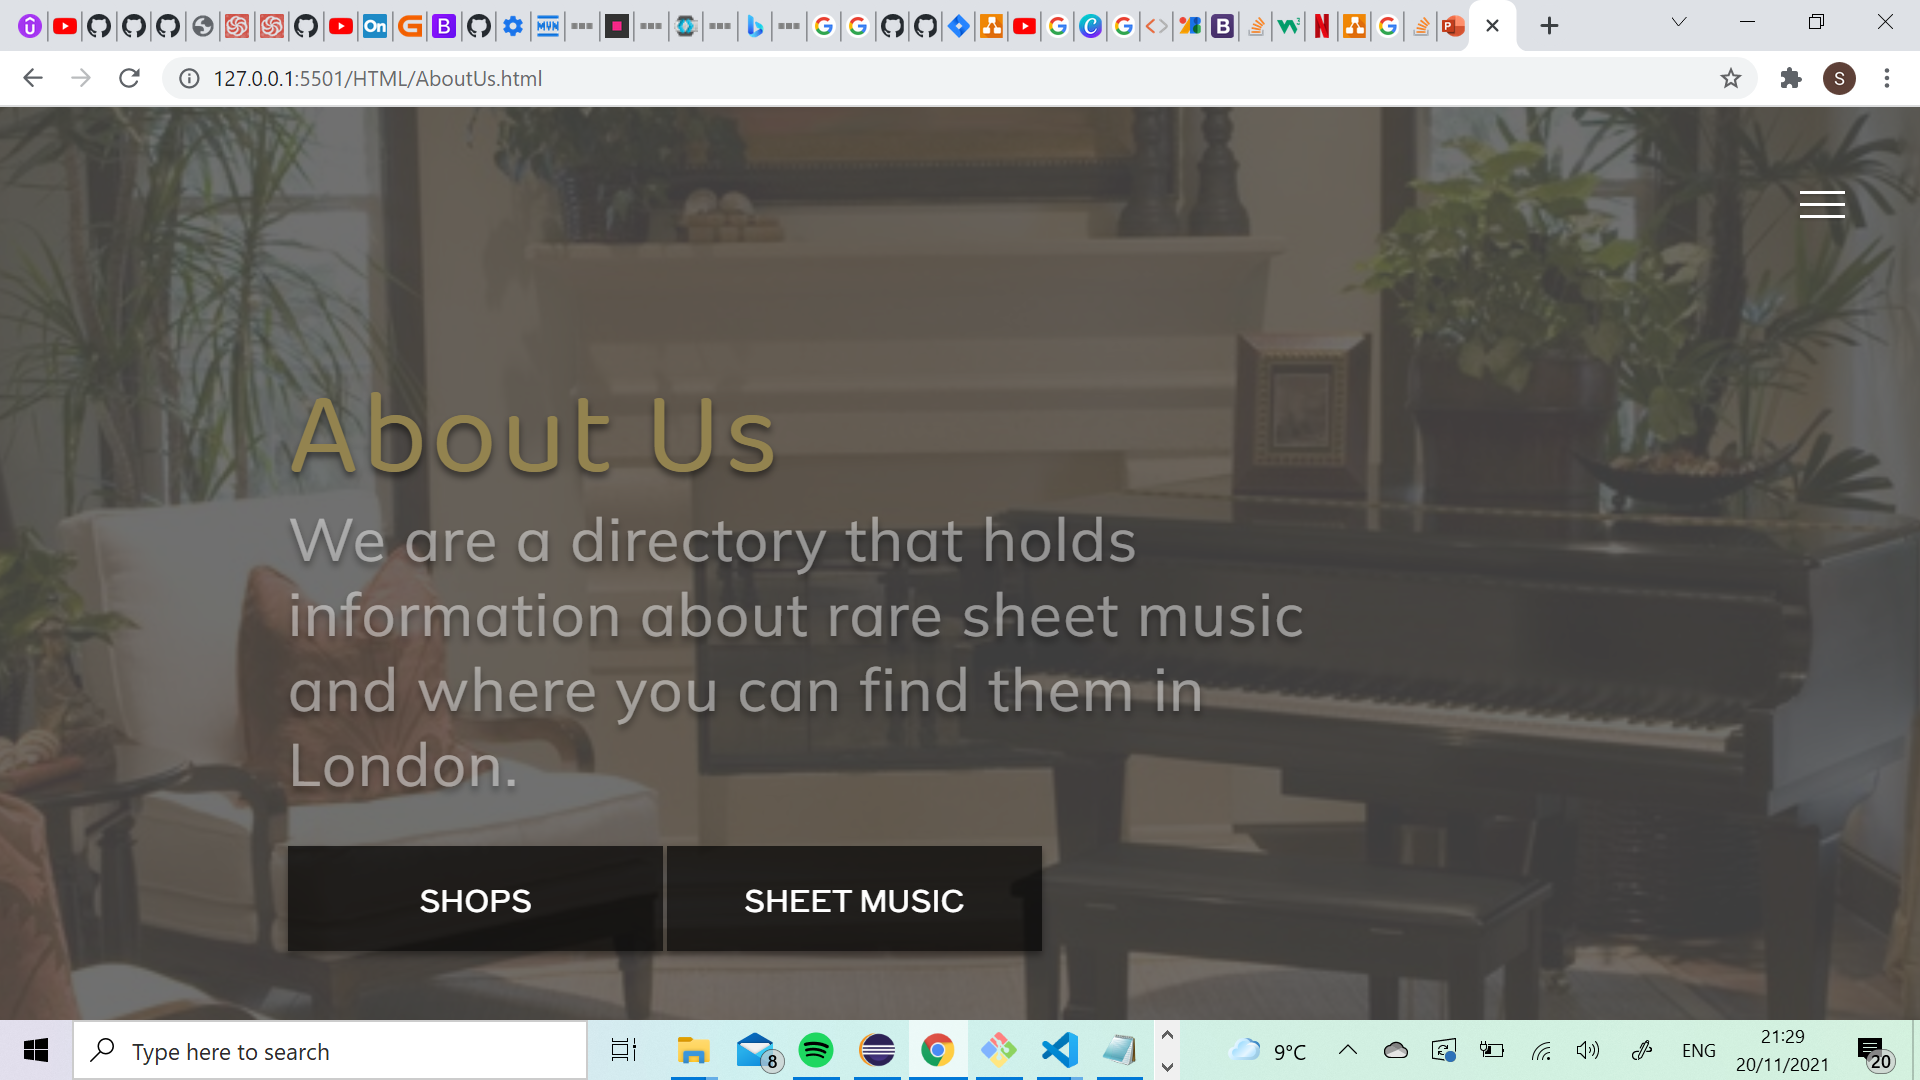 On
MVN
127.0.0.1:5501/HTML/AboutUs.html
S
About Us
We are a directory that holds
information about rare sheet music
and where you can find them in
London.
SHOPS
SHEET MUSIC
Type here to search
8
9°C
ENG
21:29
20/11/2021
20